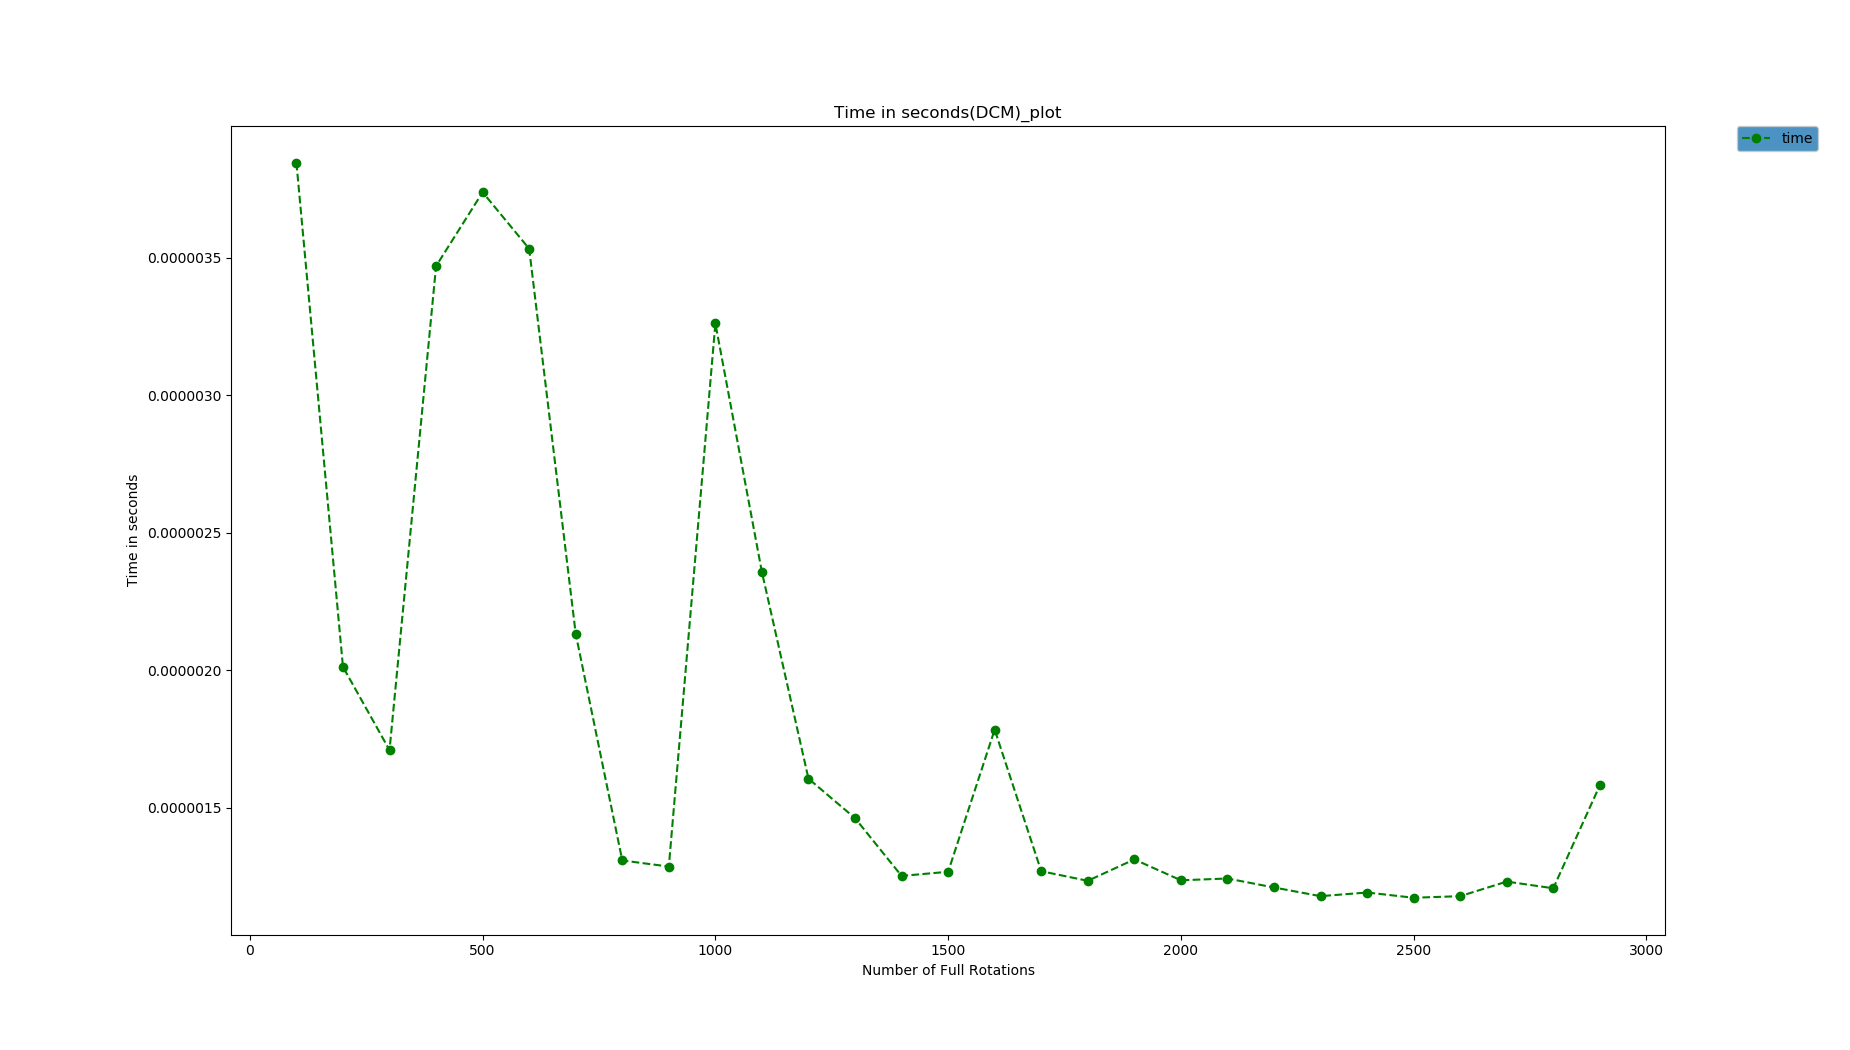 Time in seconds(DCM)_plot
time
0.0000035
0.0000030
0.0000025
0.0000020
0.0000015
Time in seconds
0 500 1000 1500 2000 2500 3000
Number of Full Rotations